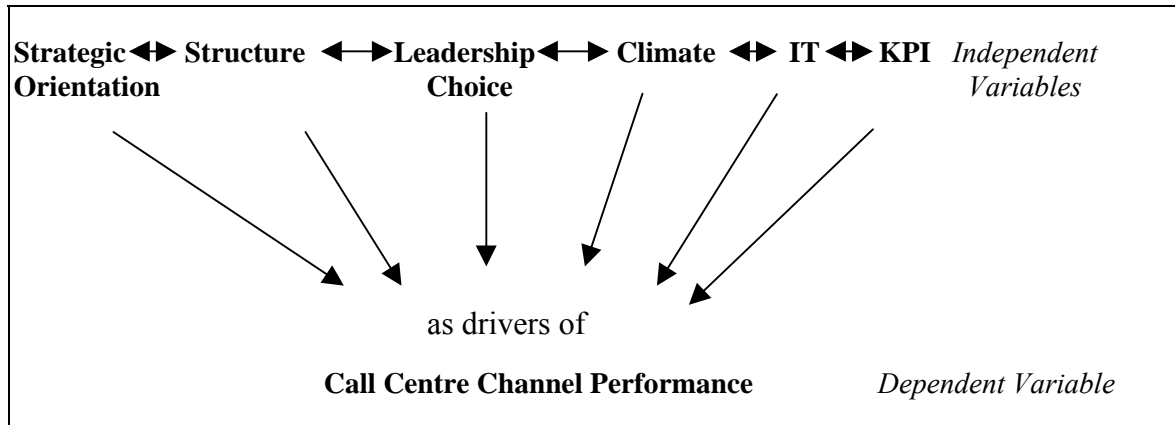 Strategic Structure Leadership Climate IT KPI Independent
Orientation Choice Variables
as drivers of
Call Centre Channel Performance Dependent Variable